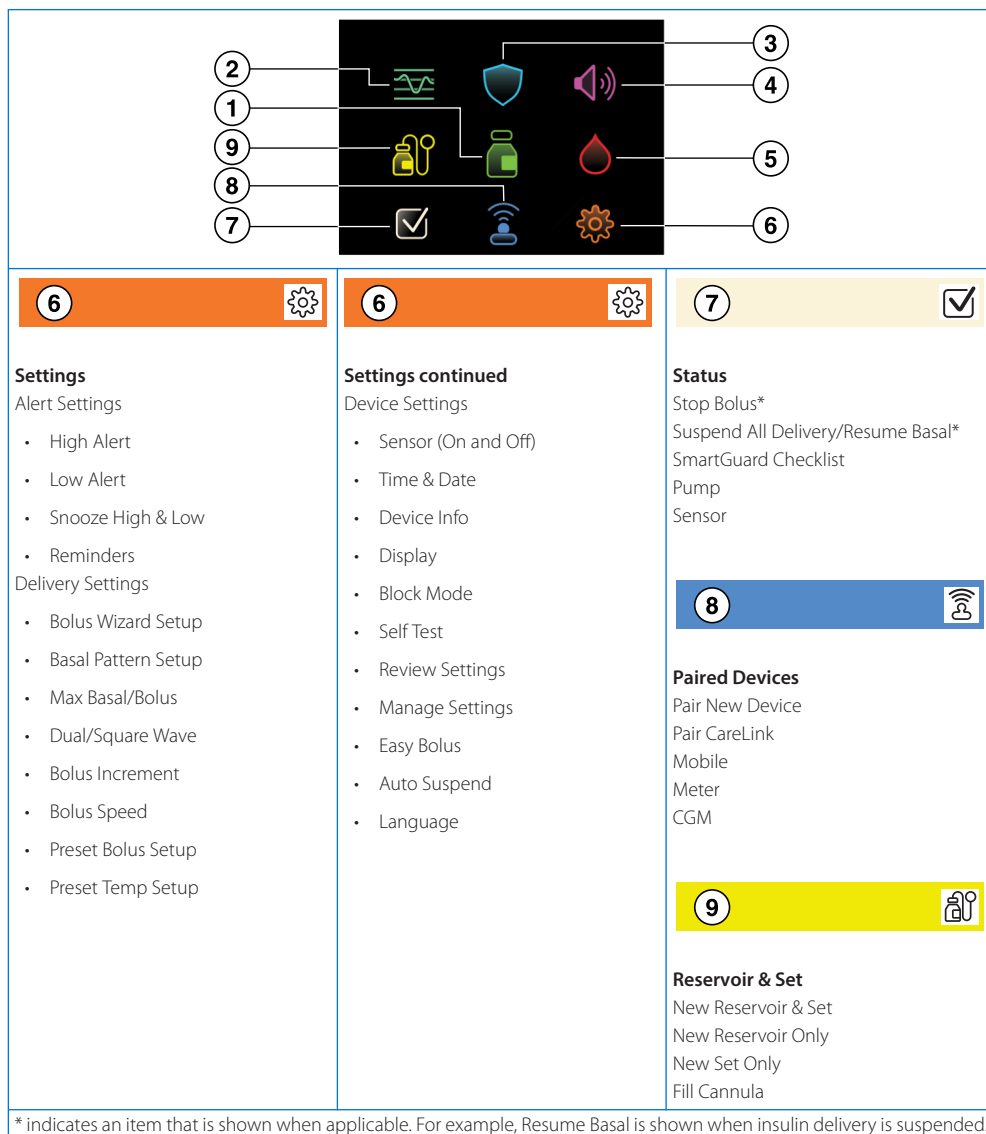 3
2
4
1
9
5
8
7
6
6
Settings
Alert Settings
• High Alert
• Low Alert
• Snooze High & Low
• Reminders
Delivery Settings
• Bolus Wizard Setup
• Basal Pattern Setup
• Max Basal/Bolus
• Dual/Square Wave
• Bolus Increment
• Bolus Speed
• Preset Bolus Setup
• Preset Temp Setup
6
Settings continued
Device Settings
• Sensor (On and Off)
• Time & Date
• Device Info
• Display
• Block Mode
• Self Test
• Review Settings
• Manage Settings
• Easy Bolus
• Auto Suspend
• Language
7
Status
Stop Bolus*
Suspend All Delivery/Resume Basal*
SmartGuard Checklist
Pump
Sensor
8
Paired Devices
Pair New Device
Pair CareLink
Mobile
Meter
CGM
9
Reservoir & Set
New Reservoir & Set
New Reservoir Only
New Set Only
Fill Cannula
* indicates an item that is shown when applicable. For example, Resume Basal is shown when insulin delivery is suspended.